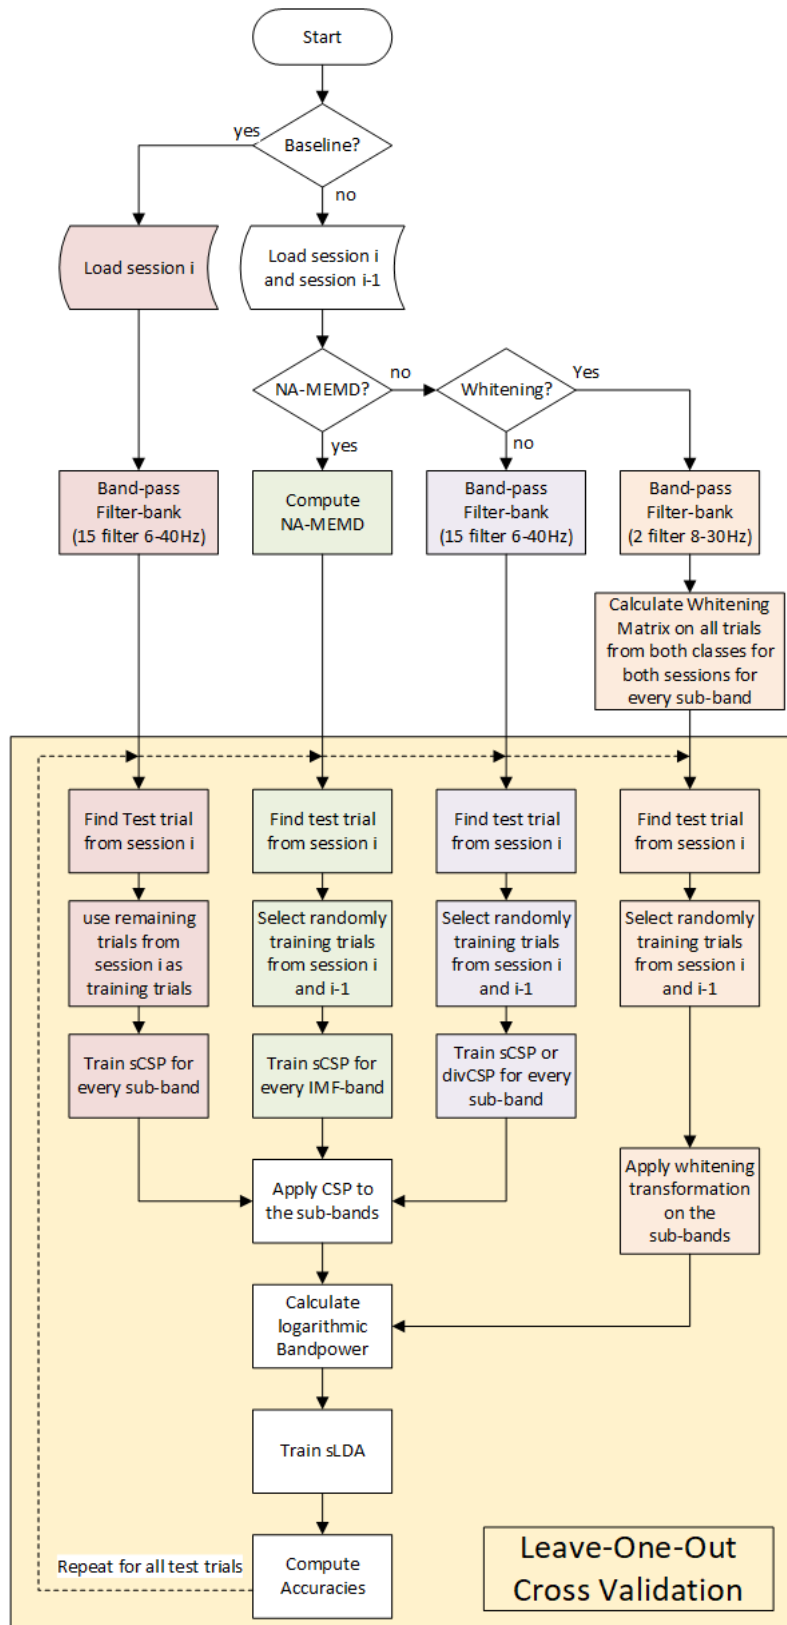 Start
yes
Baseline?
no
Load session i
Load session i
and session i-1
NA-MEMD?
no
Whitening?
Yes
yes
no
Band-pass
Filter-bank
(15 filter 6-40Hz)
Compute
NA-MEMD
Band-pass
Filter-bank
(15 filter 6-40Hz)
Band-pass
Filter-bank
(2 filter 8-30Hz)
Calculate Whitening
Matrix on all trials
from both classes for
both sessions for
every sub-band
Find Test trial
from session i
Find test trial
from session i
Find test trial
from session i
Find test trial
from session i
use remaining
trials from
session i as
training trials
Select randomly
training trials
from session i
and i-1
Select randomly
training trials
from session i
and i-1
Select randomly
training trials
from session i
and i-1
Train sCSP for
every sub-band
Train sCSP for
every IMF-band
Train sCSP or
divCSP for every
sub-band
Apply CSP to
the sub-bands
Apply whitening
transformation
on the
sub-bands
Calculate
logarithmic
Bandpower
Train sLDA
Repeat for all test trials
Compute
Accuracies
Leave-One-Out
Cross Validation